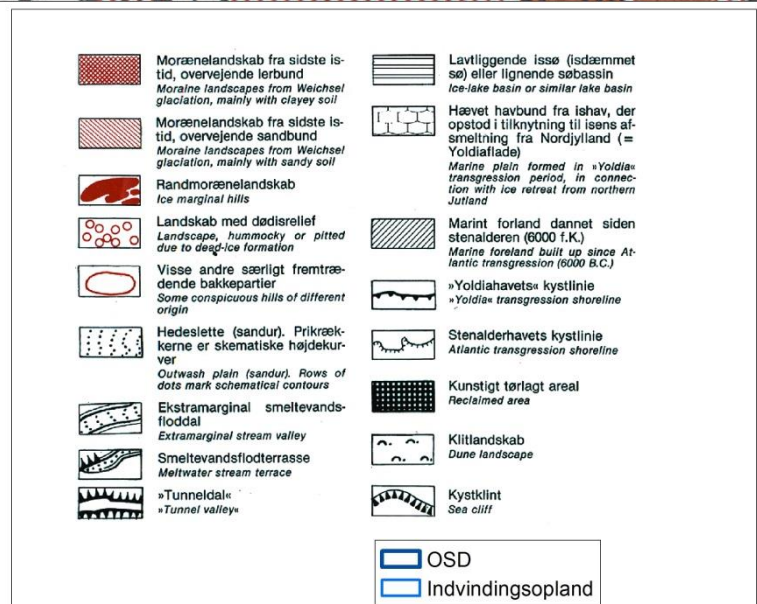 Morænelandskab fra sidste is-
tid, overvejende lerbund
Moraine landscapes from Weichsel
glaciation, mainly with clayey soil
Morænelandskab fra sidste is-
tid, overvejende sandbund
Moraine landscapes from Weichsel
glaciation, mainly with sandy soil
Randmorænelandskab
Ice marginal hills
Landskab med dødisrelief
Landscape, hummocky or pitted
due to dead-ice formation
Visse andre særligt fremtræ-
dende bakkepartier
Some conspicuous hills of different
origin
Hedeslette (sandur). Prikræk-
kerne er skematiske højdekur-
ver
Outwash plain (sandur). Rows of
dots mark schematical contours
Ekstramarginal smeltevands-
floddal
Extramarginal stream valley
Smeltevandsflodterrasse
Meltwater stream terrace
»Tunneldal«
»Tunnel valley«
Lavtliggende issø (isdæmmet
sø) eller lignende søbassin
Ice-lake basin or similar lake basin
Hævet havbund fra ishav, der
opstod i tilknytning til isens af-
smeltning fra Nordjylland (=
Yoldiaflade)
Marine plain formed in »Yoldia«
transgression period, in connec-
tion with ice retreat from northern
Jutland
Marint forland dannet siden
stenalderen (6000 f.K.)
Marine foreland built up since At-
lantic transgression (6000 B.C.)
»Yoldiahavets« kystlinie
»Yoldia« transgression shoreline
Stenalderhavets kystlinie
Atlantic transgression shoreline
Kunstigt tørlagt areal
Reclaimed area
Klitlandskab
Dune landscape
Kystklint
Sea cliff
OSD
Indvindingsopland